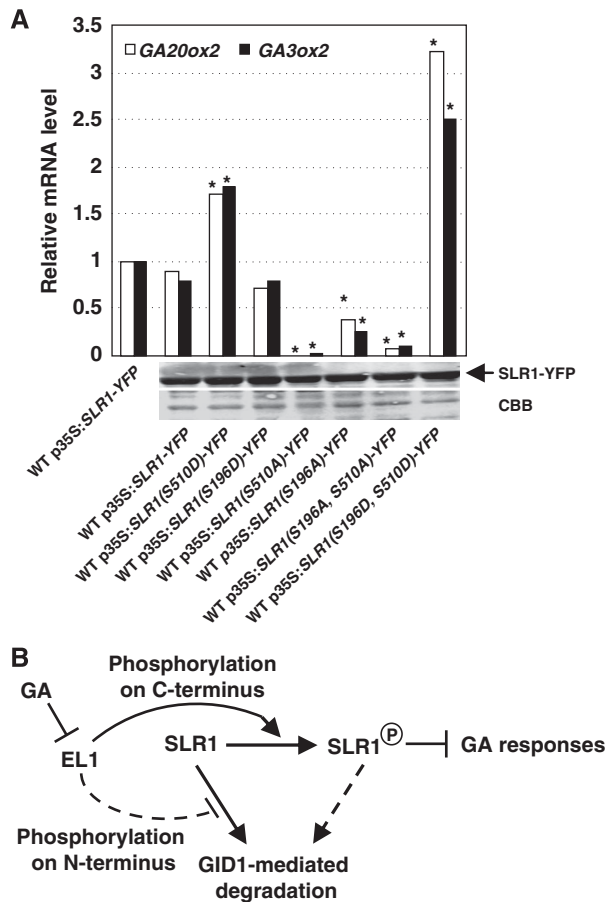 A
3.5
3
2.5
2
1.5
1
0.5
0
Relative mRNA level
GA20ox2
GA3ox2
*
*
*
*
*
*
*
*
*
*
*
SLR1-YFP
CBB
WT p35S:SLR1-YFP
WT p35S:SLR1-YFP
WT p35S:SLR1(S510D)-YFP
WT p35S:SLR1(S196D)-YFP
WT p35S:SLR1(S510A)-YFP
WT p35S:SLR1(S196A)-YFP
WT p35S:SLR1(S196A, S510A)-YFP
WT p35S:SLR1(S196D, S510D)-YFP
B
Phosphorylation
on C-terminus
GA
EL1
SLR1
SLR1 P
GA responses
Phosphorylation
on N-terminus
GID1-mediated
degradation